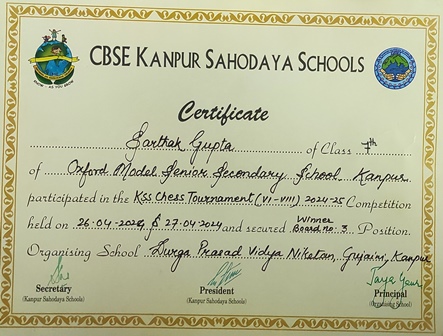 CBSE KANPUR SAHODAYA SCHOOLS
Certificate
Sarthak Gupta of Class 7th
of Oxford Model Senior Secondary School Kanpur
participated in the KSS Chess Tournament (VI-VIII) 2024-25 Competition
held on 26-04-2024 & 27-04-2024 and secured Winner Board no: 3 Position.
Organising School Durga Prasad Vidya Niketan, Gujaini, Kanpur
Secretary President Principal
(Kanpur Sahodaya Schools) (Kanpur Sahodaya Schools) (Organising School)